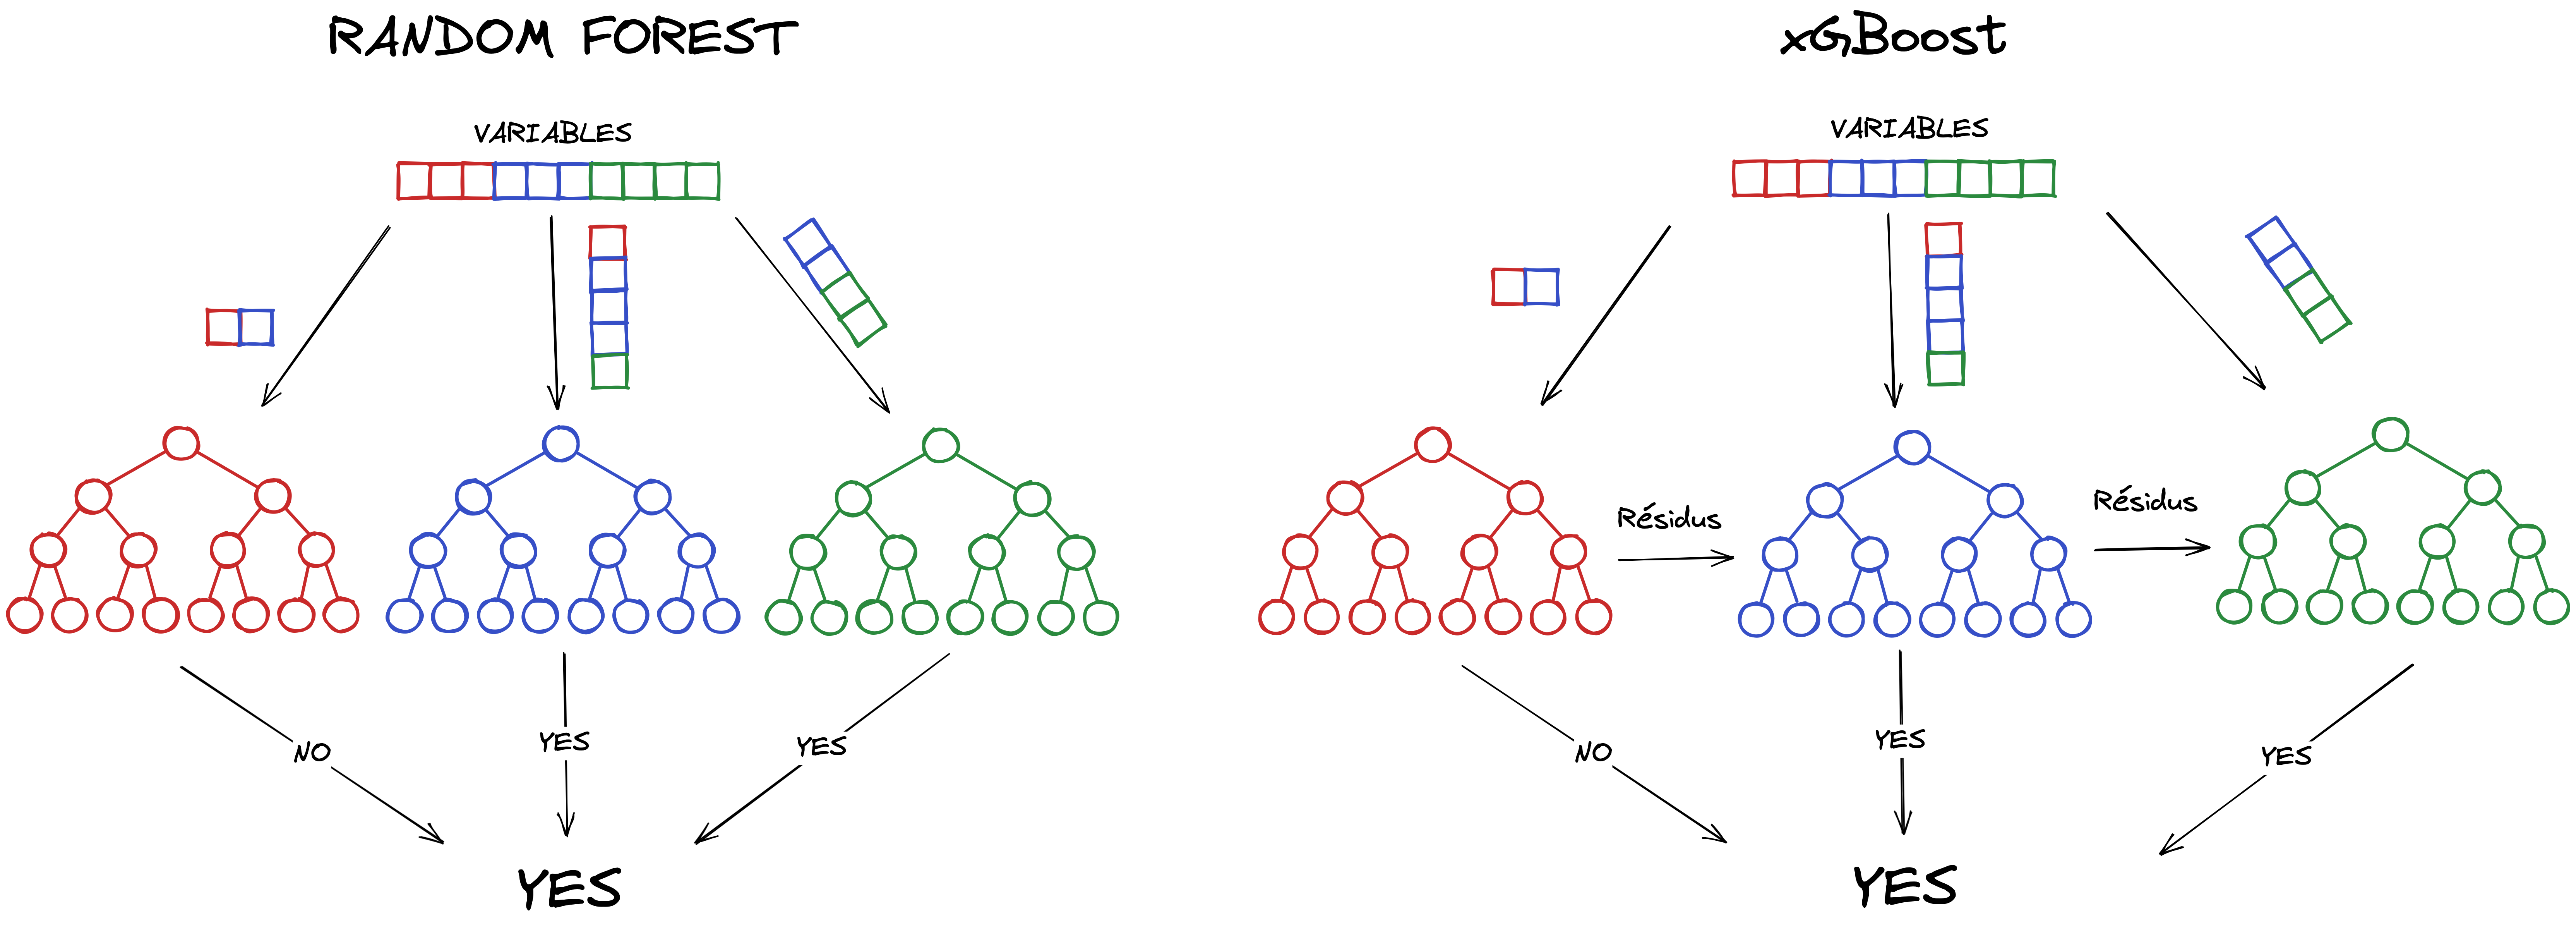 RANDOM FOREST
VARIABLES
NO
YES
YES
YES
xGBoost
VARIABLES
Résidus
Résidus
NO
YES
YES
YES